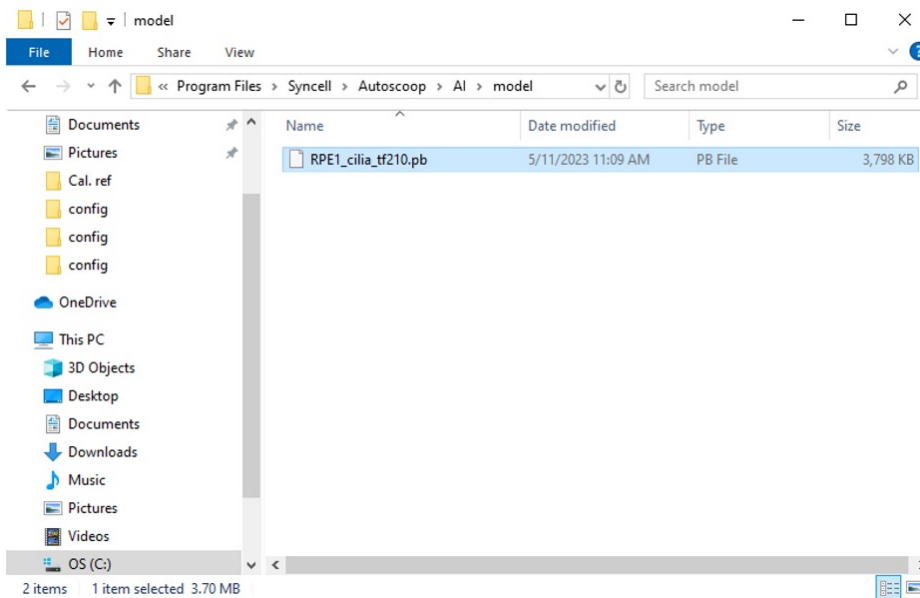 model
File Home Share View
« Program Files > Syncell > Autoscoop > AI > model Search model
Name Date modified Type Size
RPE1_cilia_tf210.pb 5/11/2023 11:09 AM PB File 3,798 KB
Documents
Pictures
Cal. ref
config
config
config
OneDrive
This PC
3D Objects
Desktop
Documents
Downloads
Music
Pictures
Videos
OS (C:)
2 items 1 item selected 3.70 MB